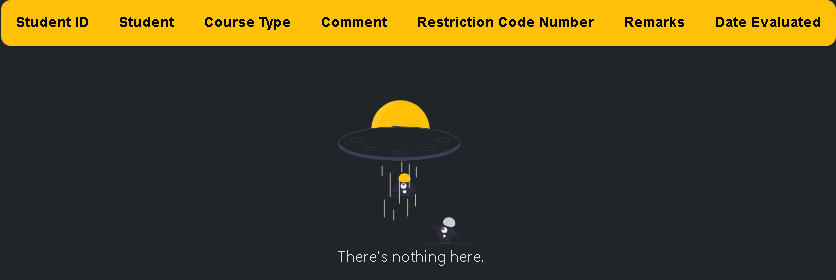 Student ID Student Course Type Comment Restriction Code Number Remarks Date Evaluated
There's nothing here.